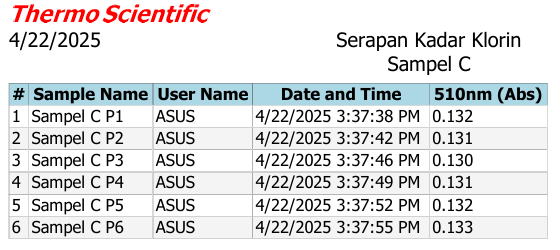 Thermo Scientific
4/22/2025
Serapan Kadar Klorin
Sampel C
# Sample Name User Name Date and Time 510nm (Abs)
1 Sampel C P1 ASUS 4/22/2025 3:37:38 PM 0.132
2 Sampel C P2 ASUS 4/22/2025 3:37:42 PM 0.131
3 Sampel C P3 ASUS 4/22/2025 3:37:46 PM 0.130
4 Sampel C P4 ASUS 4/22/2025 3:37:49 PM 0.131
5 Sampel C P5 ASUS 4/22/2025 3:37:52 PM 0.132
6 Sampel C P6 ASUS 4/22/2025 3:37:55 PM 0.133